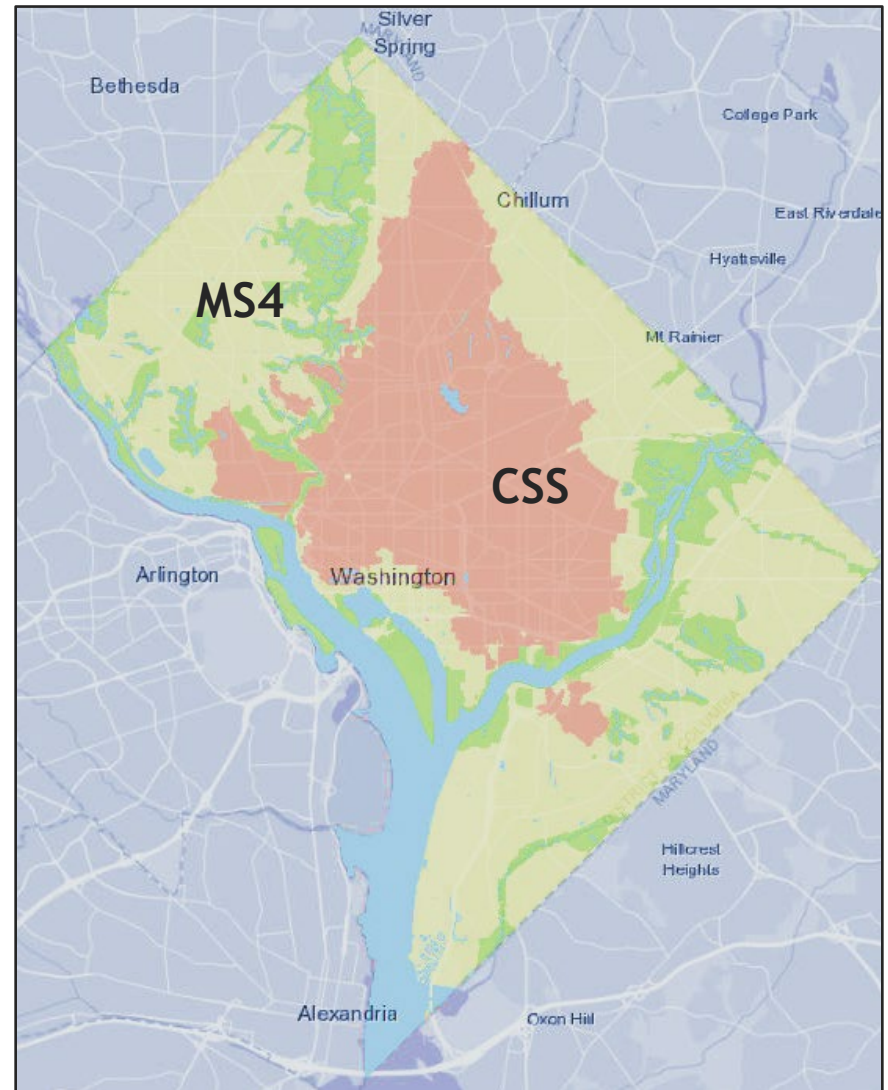 Silver
Spring
MARYLAND
Bethesda
College Park
Chillum
East Riverdale
Hyattsville
MS4
Mt Rainier
CSS
Arlington
Washington
MARYLAND
Hillcrest
Heights
Alexandria
Oxon Hill